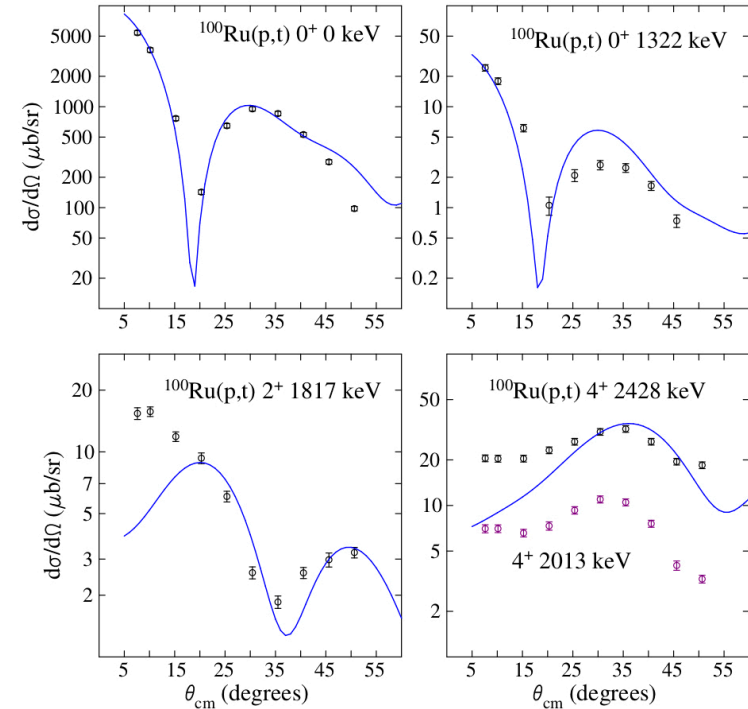 ¹⁰⁰Ru(p,t) 0⁺ 0 keV
5000
2000
1000
500
200
100
50
20
5 15 25 35 45 55
dσ/dΩ (μb/sr)
¹⁰⁰Ru(p,t) 0⁺ 1322 keV
50
20
10
5
2
1
0.5
0.2
5 15 25 35 45 55
¹⁰⁰Ru(p,t) 2⁺ 1817 keV
20
10
7
5
3
2
5 15 25 35 45 55
dσ/dΩ (μb/sr)
θcm (degrees)
¹⁰⁰Ru(p,t) 4⁺ 2428 keV
50
20
10
5
2
4⁺ 2013 keV
5 15 25 35 45 55
θcm (degrees)